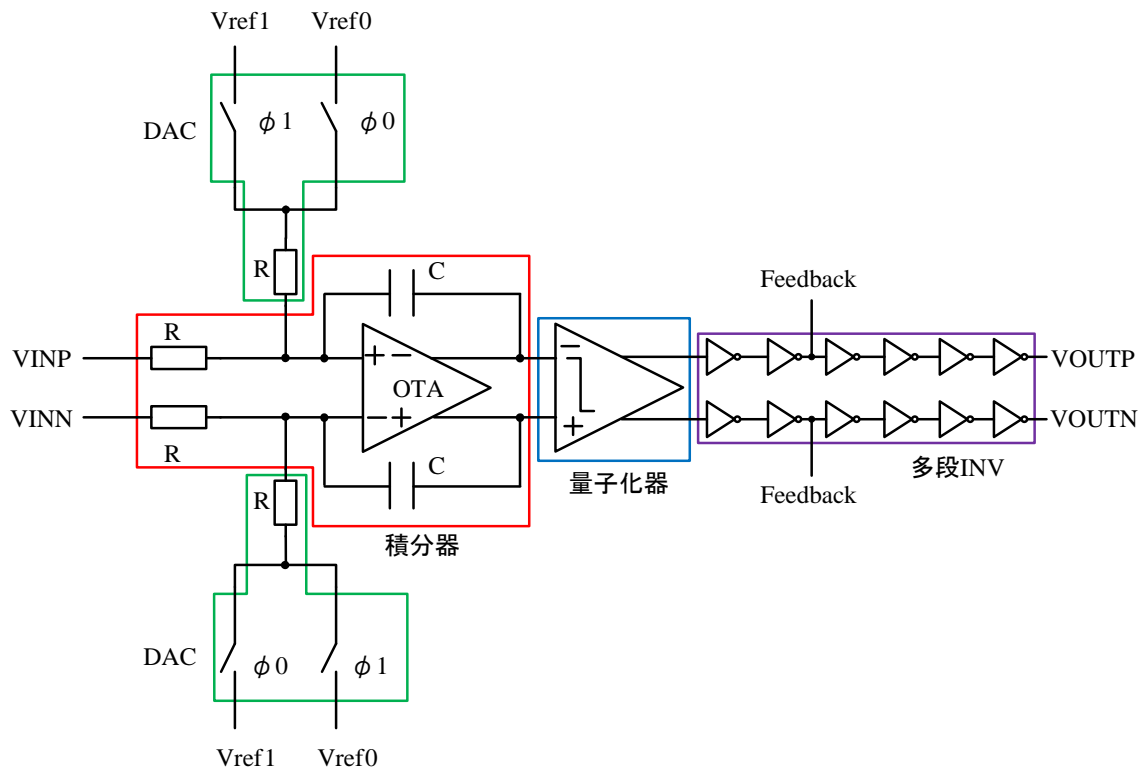 Vref1 Vref0
DAC
φ1 φ0
R
C
Feedback
R
VINP
+ −
OTA
−
VOUTP
VINN
− +
+
VOUTN
R
C
R
量子化器
Feedback
多段INV
積分器
DAC
φ0 φ1
Vref1 Vref0